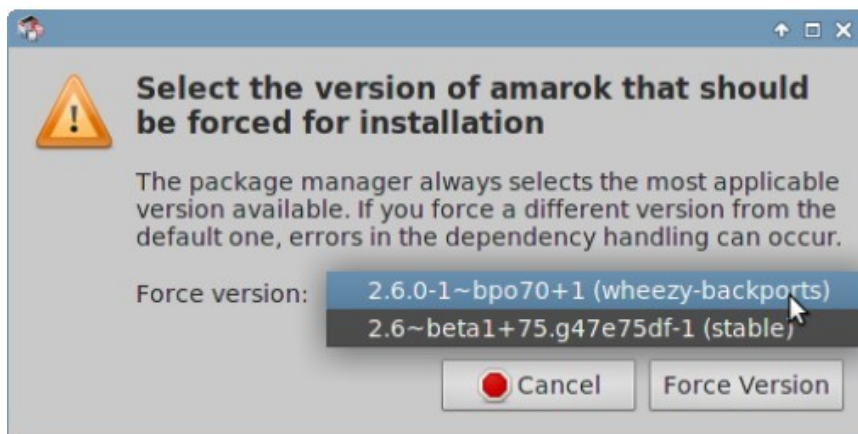 Select the version of amarok that should
be forced for installation
The package manager always selects the most applicable
version available. If you force a different version from the
default one, errors in the dependency handling can occur.
Force version:
2.6.0-1~bpo70+1 (wheezy-backports)
2.6~beta1+75.g47e75df-1 (stable)
Cancel
Force Version